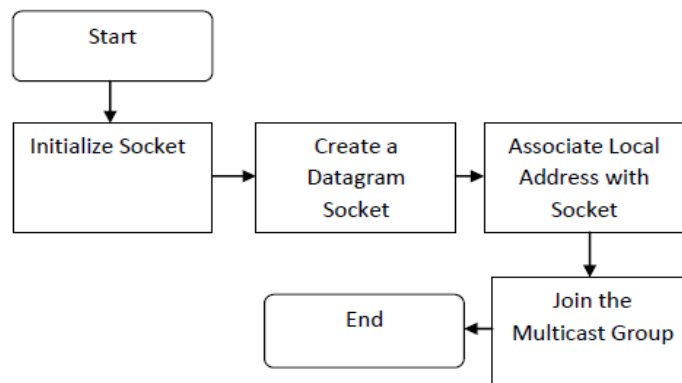 Start
Initialize Socket
Create a
Datagram
Socket
Associate Local
Address with
Socket
Join the
Multicast Group
End